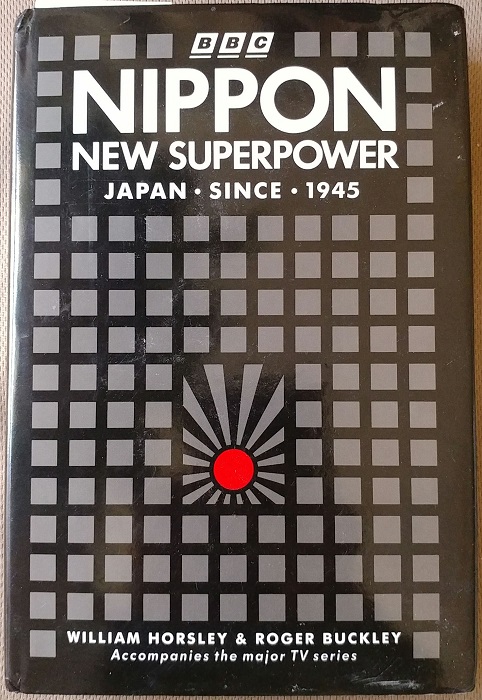 BBC
NIPPON
NEW SUPERPOWER
JAPAN • SINCE • 1945
WILLIAM HORSLEY & ROGER BUCKLEY
Accompanies the major TV series